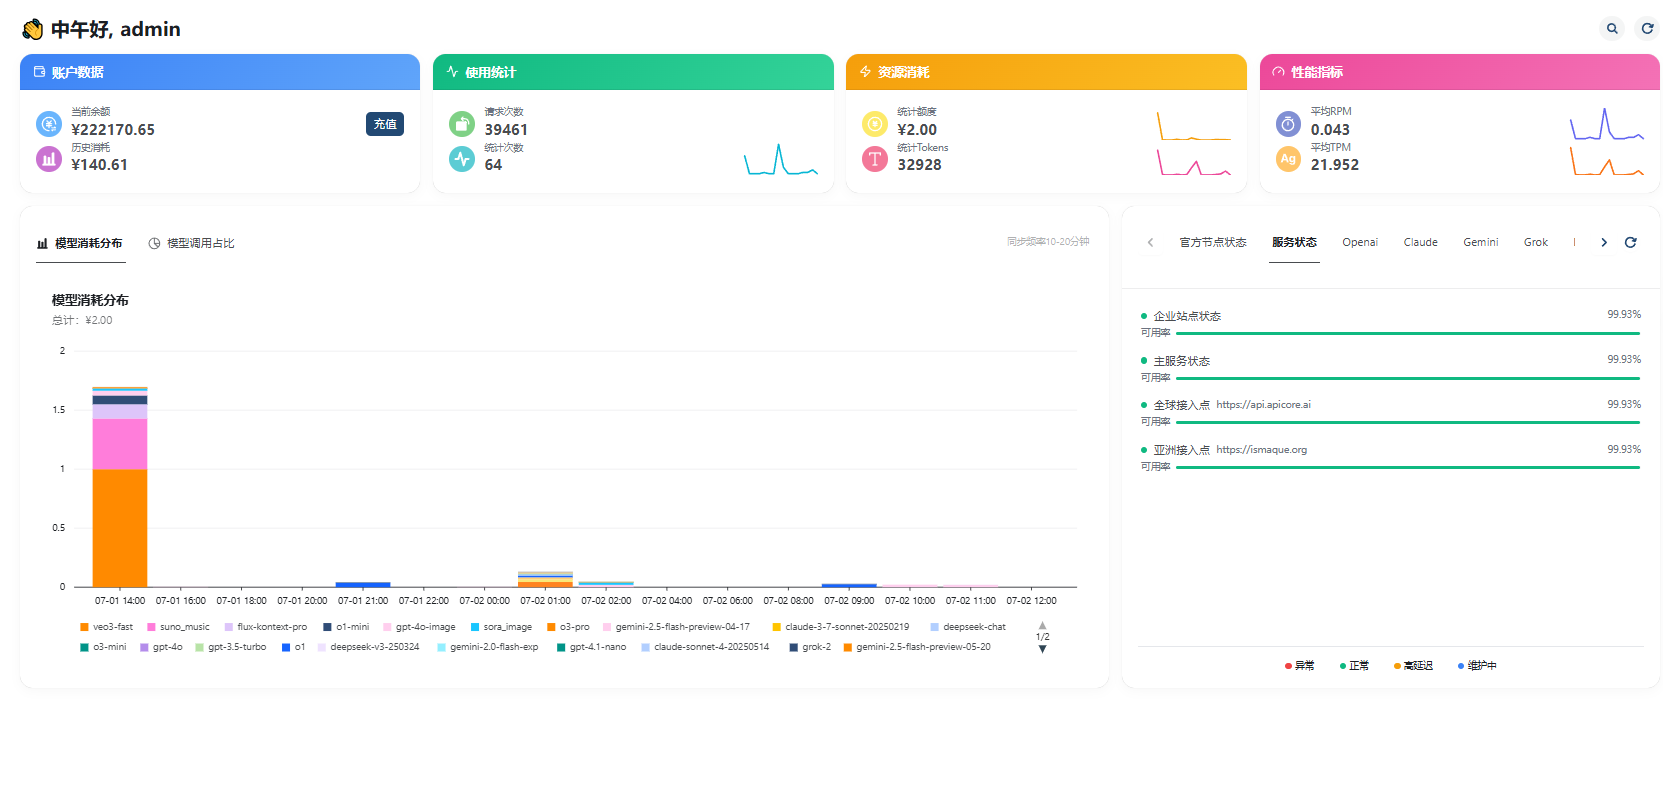 中午好, admin
账户数据
当前余额
¥222170.65
历史消耗
¥140.61
充值
使用统计
请求次数
39461
统计次数
64
资源消耗
统计额度
¥2.00
统计Tokens
32928
性能指标
平均RPM
0.043
平均TPM
21.952
模型消耗分布 模型调用占比 同步频率10-20分钟
模型消耗分布
总计：¥2.00
2
1.5
1
0.5
0
07-01 14:00 07-01 16:00 07-01 18:00 07-01 20:00 07-01 21:00 07-01 22:00 07-02 00:00 07-02 01:00 07-02 02:00 07-02 04:00 07-02 06:00 07-02 08:00 07-02 09:00 07-02 10:00 07-02 11:00 07-02 12:00
veo3-fast suno_music flux-kontext-pro o1-mini gpt-4o-image sora_image o3-pro gemini-2.5-flash-preview-04-17 claude-3-7-sonnet-20250219 deepseek-chat
o3-mini gpt-4o gpt-3.5-turbo o1 deepseek-v3-250324 gemini-2.0-flash-exp gpt-4.1-nano claude-sonnet-4-20250514 grok-2 gemini-2.5-flash-preview-05-20
1/2
官方节点状态 服务状态 Openai Claude Gemini Grok
企业站点状态 99.93%
可用率
主服务状态 99.93%
可用率
全球接入点 https://api.apicore.ai 99.93%
可用率
亚洲接入点 https://ismaque.org 99.93%
可用率
异常 正常 高延迟 维护中